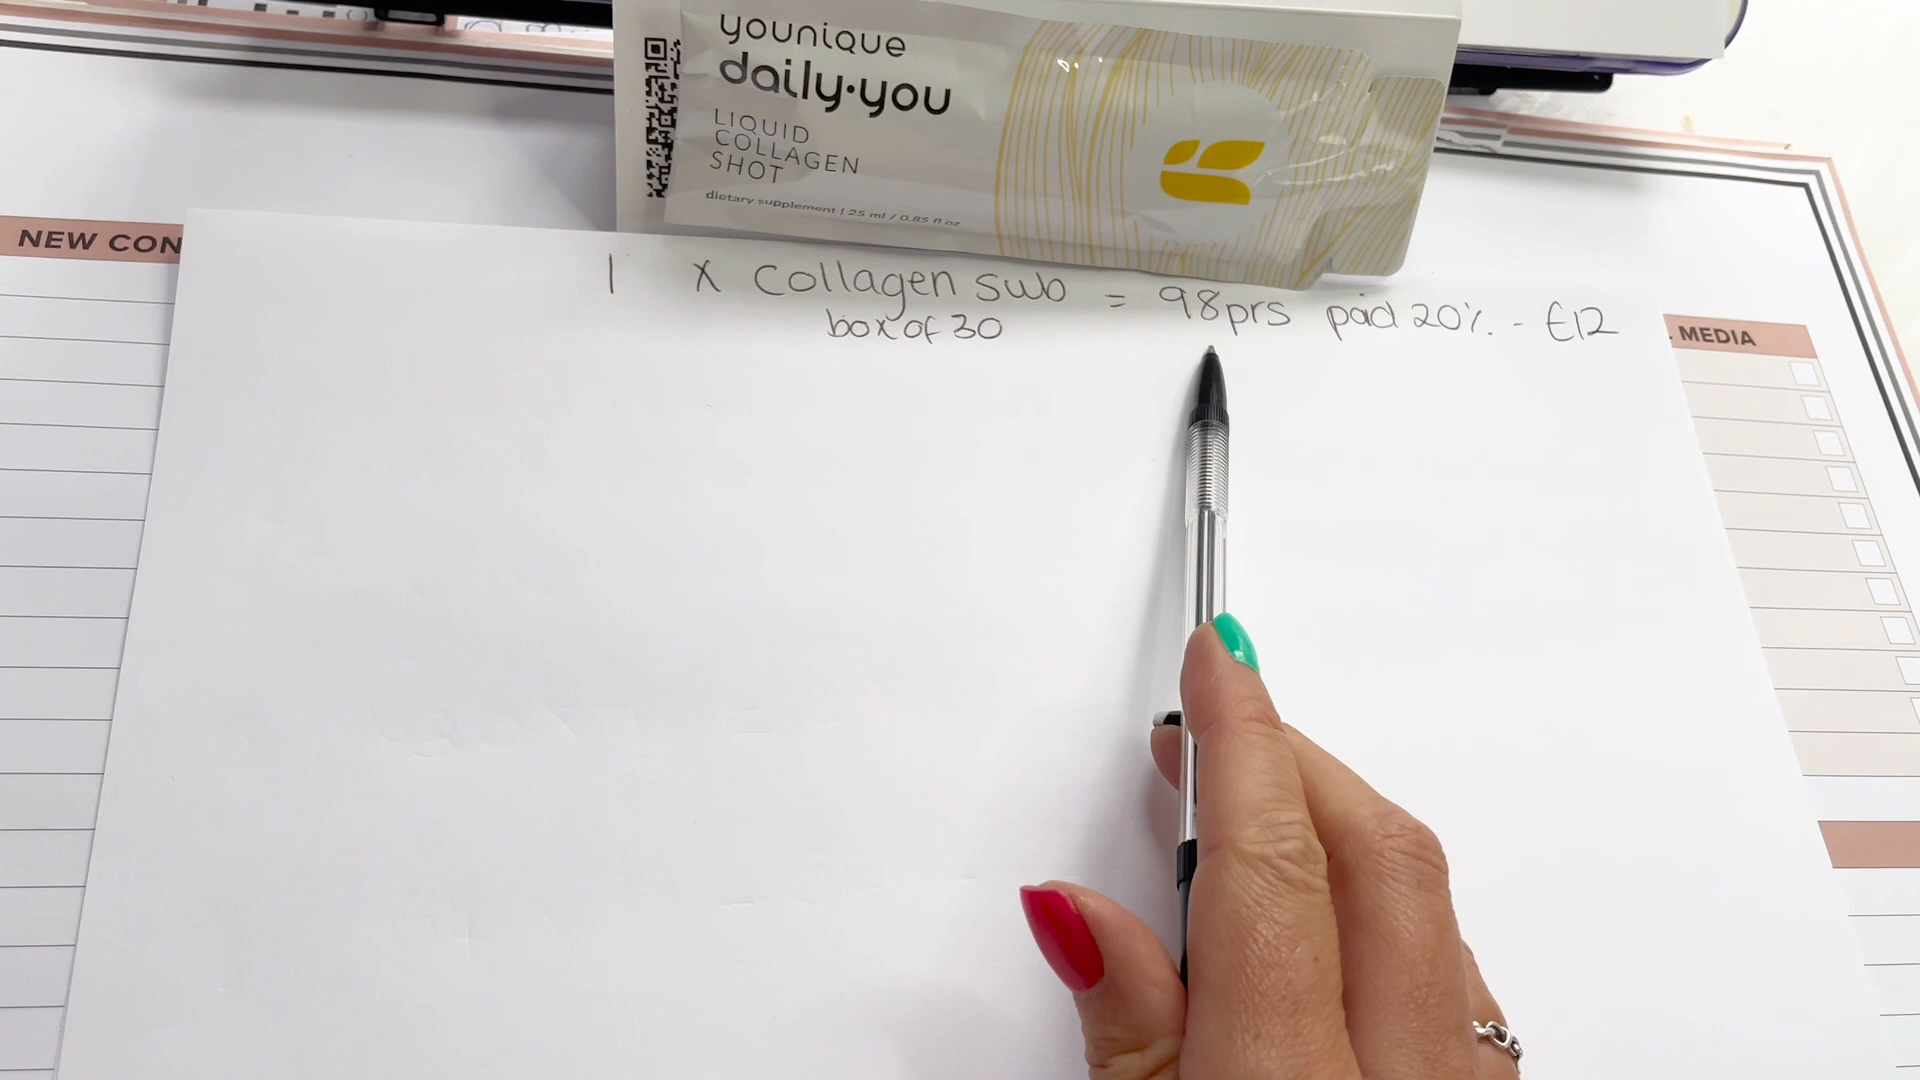 younique
daily·you
LIQUID
COLLAGEN
SHOT
dietary supplement | 25 ml / 0.85 fl oz
NEW CON
1 x collagen sub = 98prs paid 20% - £12
box of 30
MEDIA